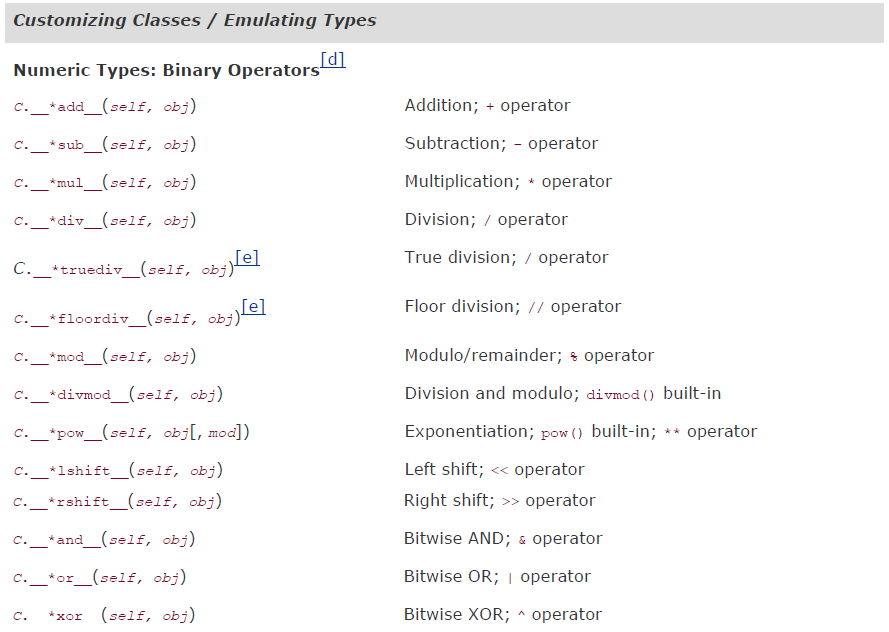 Customizing Classes / Emulating Types
Numeric Types: Binary Operators[d]
C.__*add__(self, obj) Addition; + operator
C.__*sub__(self, obj) Subtraction; - operator
C.__*mul__(self, obj) Multiplication; * operator
C.__*div__(self, obj) Division; / operator
C.__*truediv__(self, obj)[e] True division; / operator
C.__*floordiv__(self, obj)[e] Floor division; // operator
C.__*mod__(self, obj) Modulo/remainder; % operator
C.__*divmod__(self, obj) Division and modulo; divmod() built-in
C.__*pow__(self, obj[, mod]) Exponentiation; pow() built-in; ** operator
C.__*lshift__(self, obj) Left shift; << operator
C.__*rshift__(self, obj) Right shift; >> operator
C.__*and__(self, obj) Bitwise AND; & operator
C.__*or__(self, obj) Bitwise OR; | operator
C. *xor (self, obj) Bitwise XOR; ^ operator